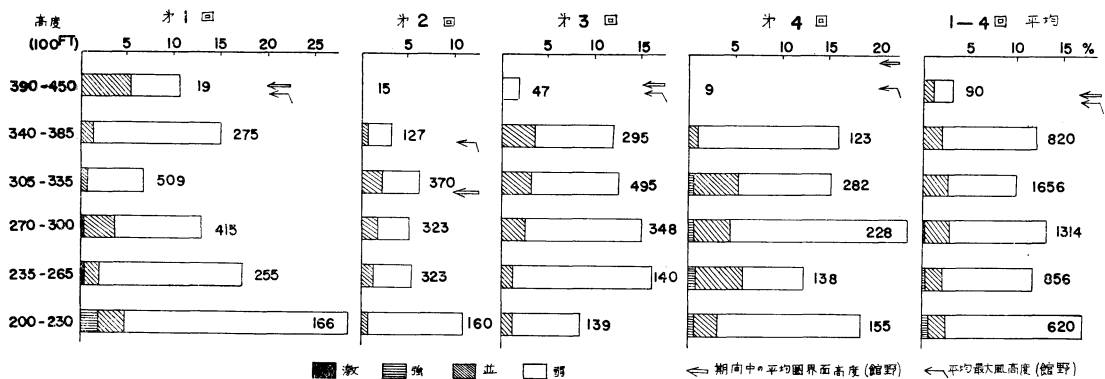 高度 才1回 才2回 才3回 才4回 1—4回 平均
(100FT) 5 10 15 20 25 5 10 5 10 15 5 10 15 20 5 10 15 %
390-450 19 15 47 9 90
340-385 275 127 295 123 820
305-335 509 370 495 282 1656
270-300 415 323 348 228 1314
235-265 255 323 140 138 856
200-230 166 160 139 155 620
激 強 並 弱 期间中の平均圏界面高度(館野) 平均最大風高度(館野)